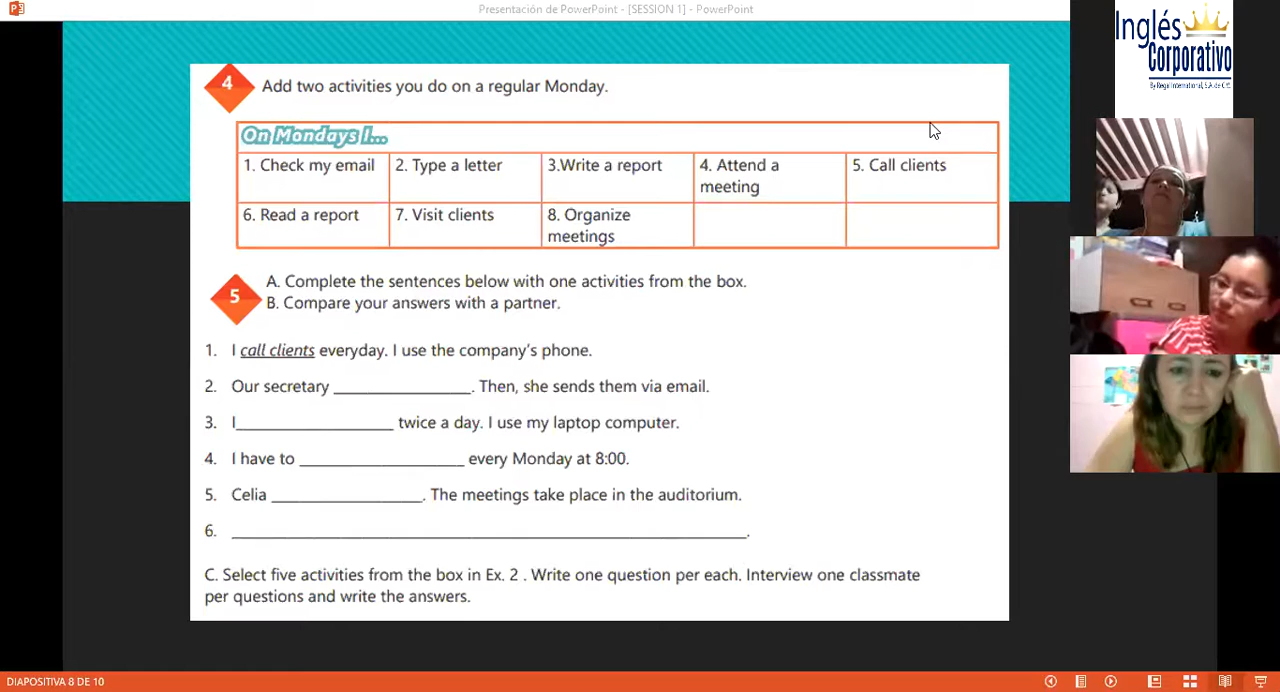 Presentación de PowerPoint - [SESSION 1] - PowerPoint
Inglés
Corporativo
By Regal International, S.A. de C.V.
4
Add two activities you do on a regular Monday.
On Mondays I...
1. Check my email
2. Type a letter
3.Write a report
4. Attend a
meeting
5. Call clients
6. Read a report
7. Visit clients
8. Organize
meetings
5
A. Complete the sentences below with one activities from the box.
B. Compare your answers with a partner.
1. I call clients everyday. I use the company's phone.
2. Our secretary ________________. Then, she sends them via email.
3. I__________________ twice a day. I use my laptop computer.
4. I have to ___________________ every Monday at 8:00.
5. Celia _________________. The meetings take place in the auditorium.
6. ____________________________________________________________.
C. Select five activities from the box in Ex. 2 . Write one question per each. Interview one classmate
per questions and write the answers.
DIAPOSITIVA 8 DE 10